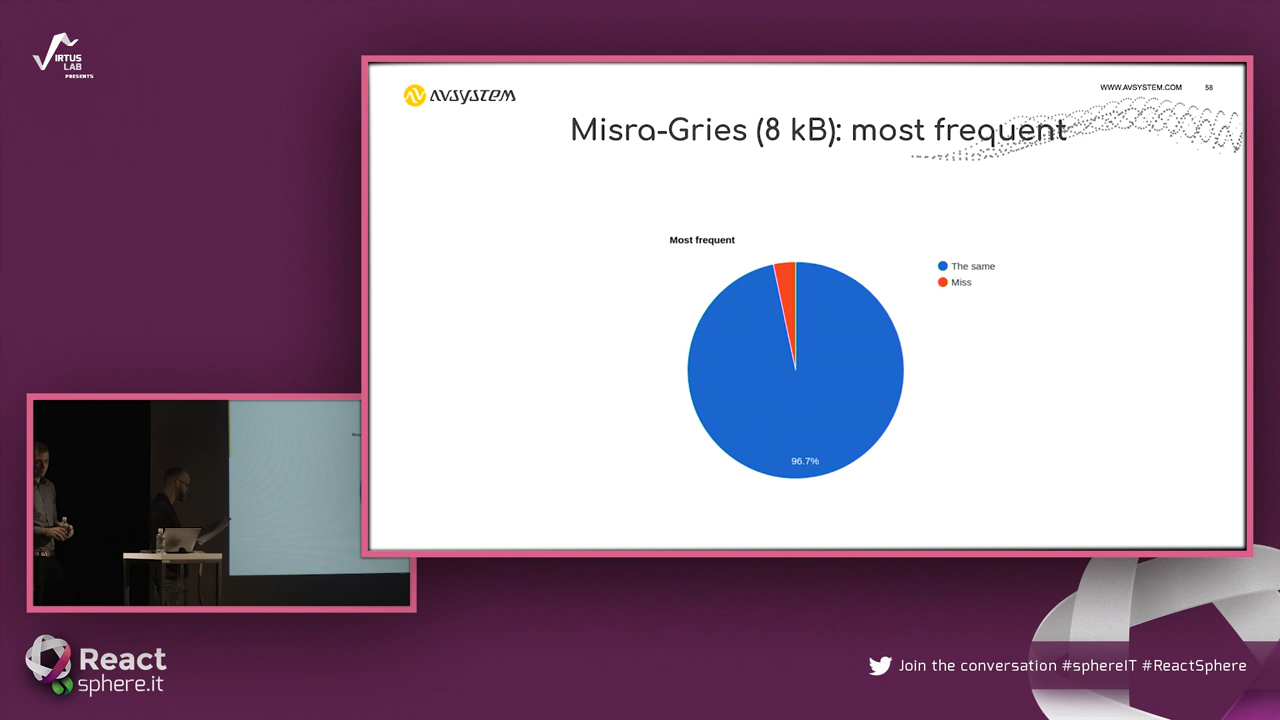 VIRTUS
LAB
PRESENTS
AVSYSTEM
WWW.AVSYSTEM.COM 58
Misra-Gries (8 kB): most frequent
Most frequent
The same
Miss
96.7%
React
sphere.it
Join the conversation #sphereIT #ReactSphere